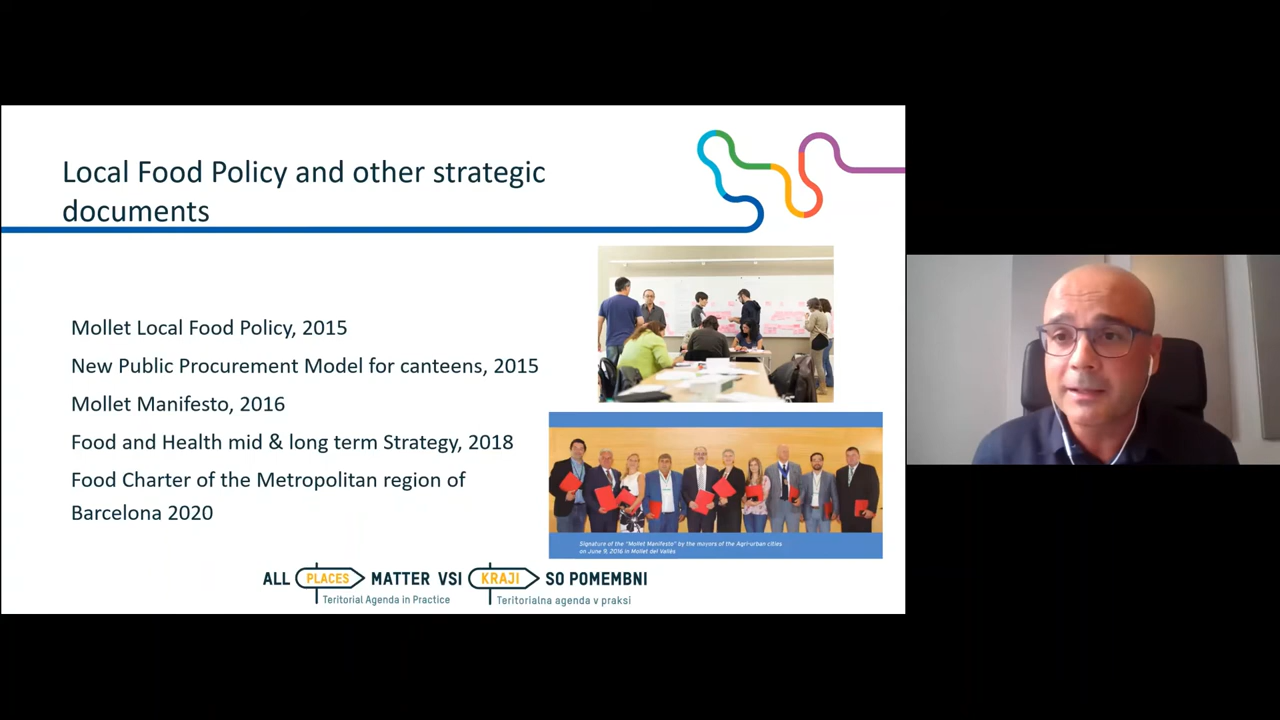 Local Food Policy and other strategic
documents
Mollet Local Food Policy, 2015
New Public Procurement Model for canteens, 2015
Mollet Manifesto, 2016
Food and Health mid & long term Strategy, 2018
Food Charter of the Metropolitan region of
Barcelona 2020
Signature of the "Mollet Manifesto" by the mayors of the Agri-urban cities
on June 9, 2016 in Mollet del Vallès
ALL PLACES MATTER VSI KRAJI SO POMEMBNI
Teritorial Agenda in Practice Teritorialna agenda v praksi